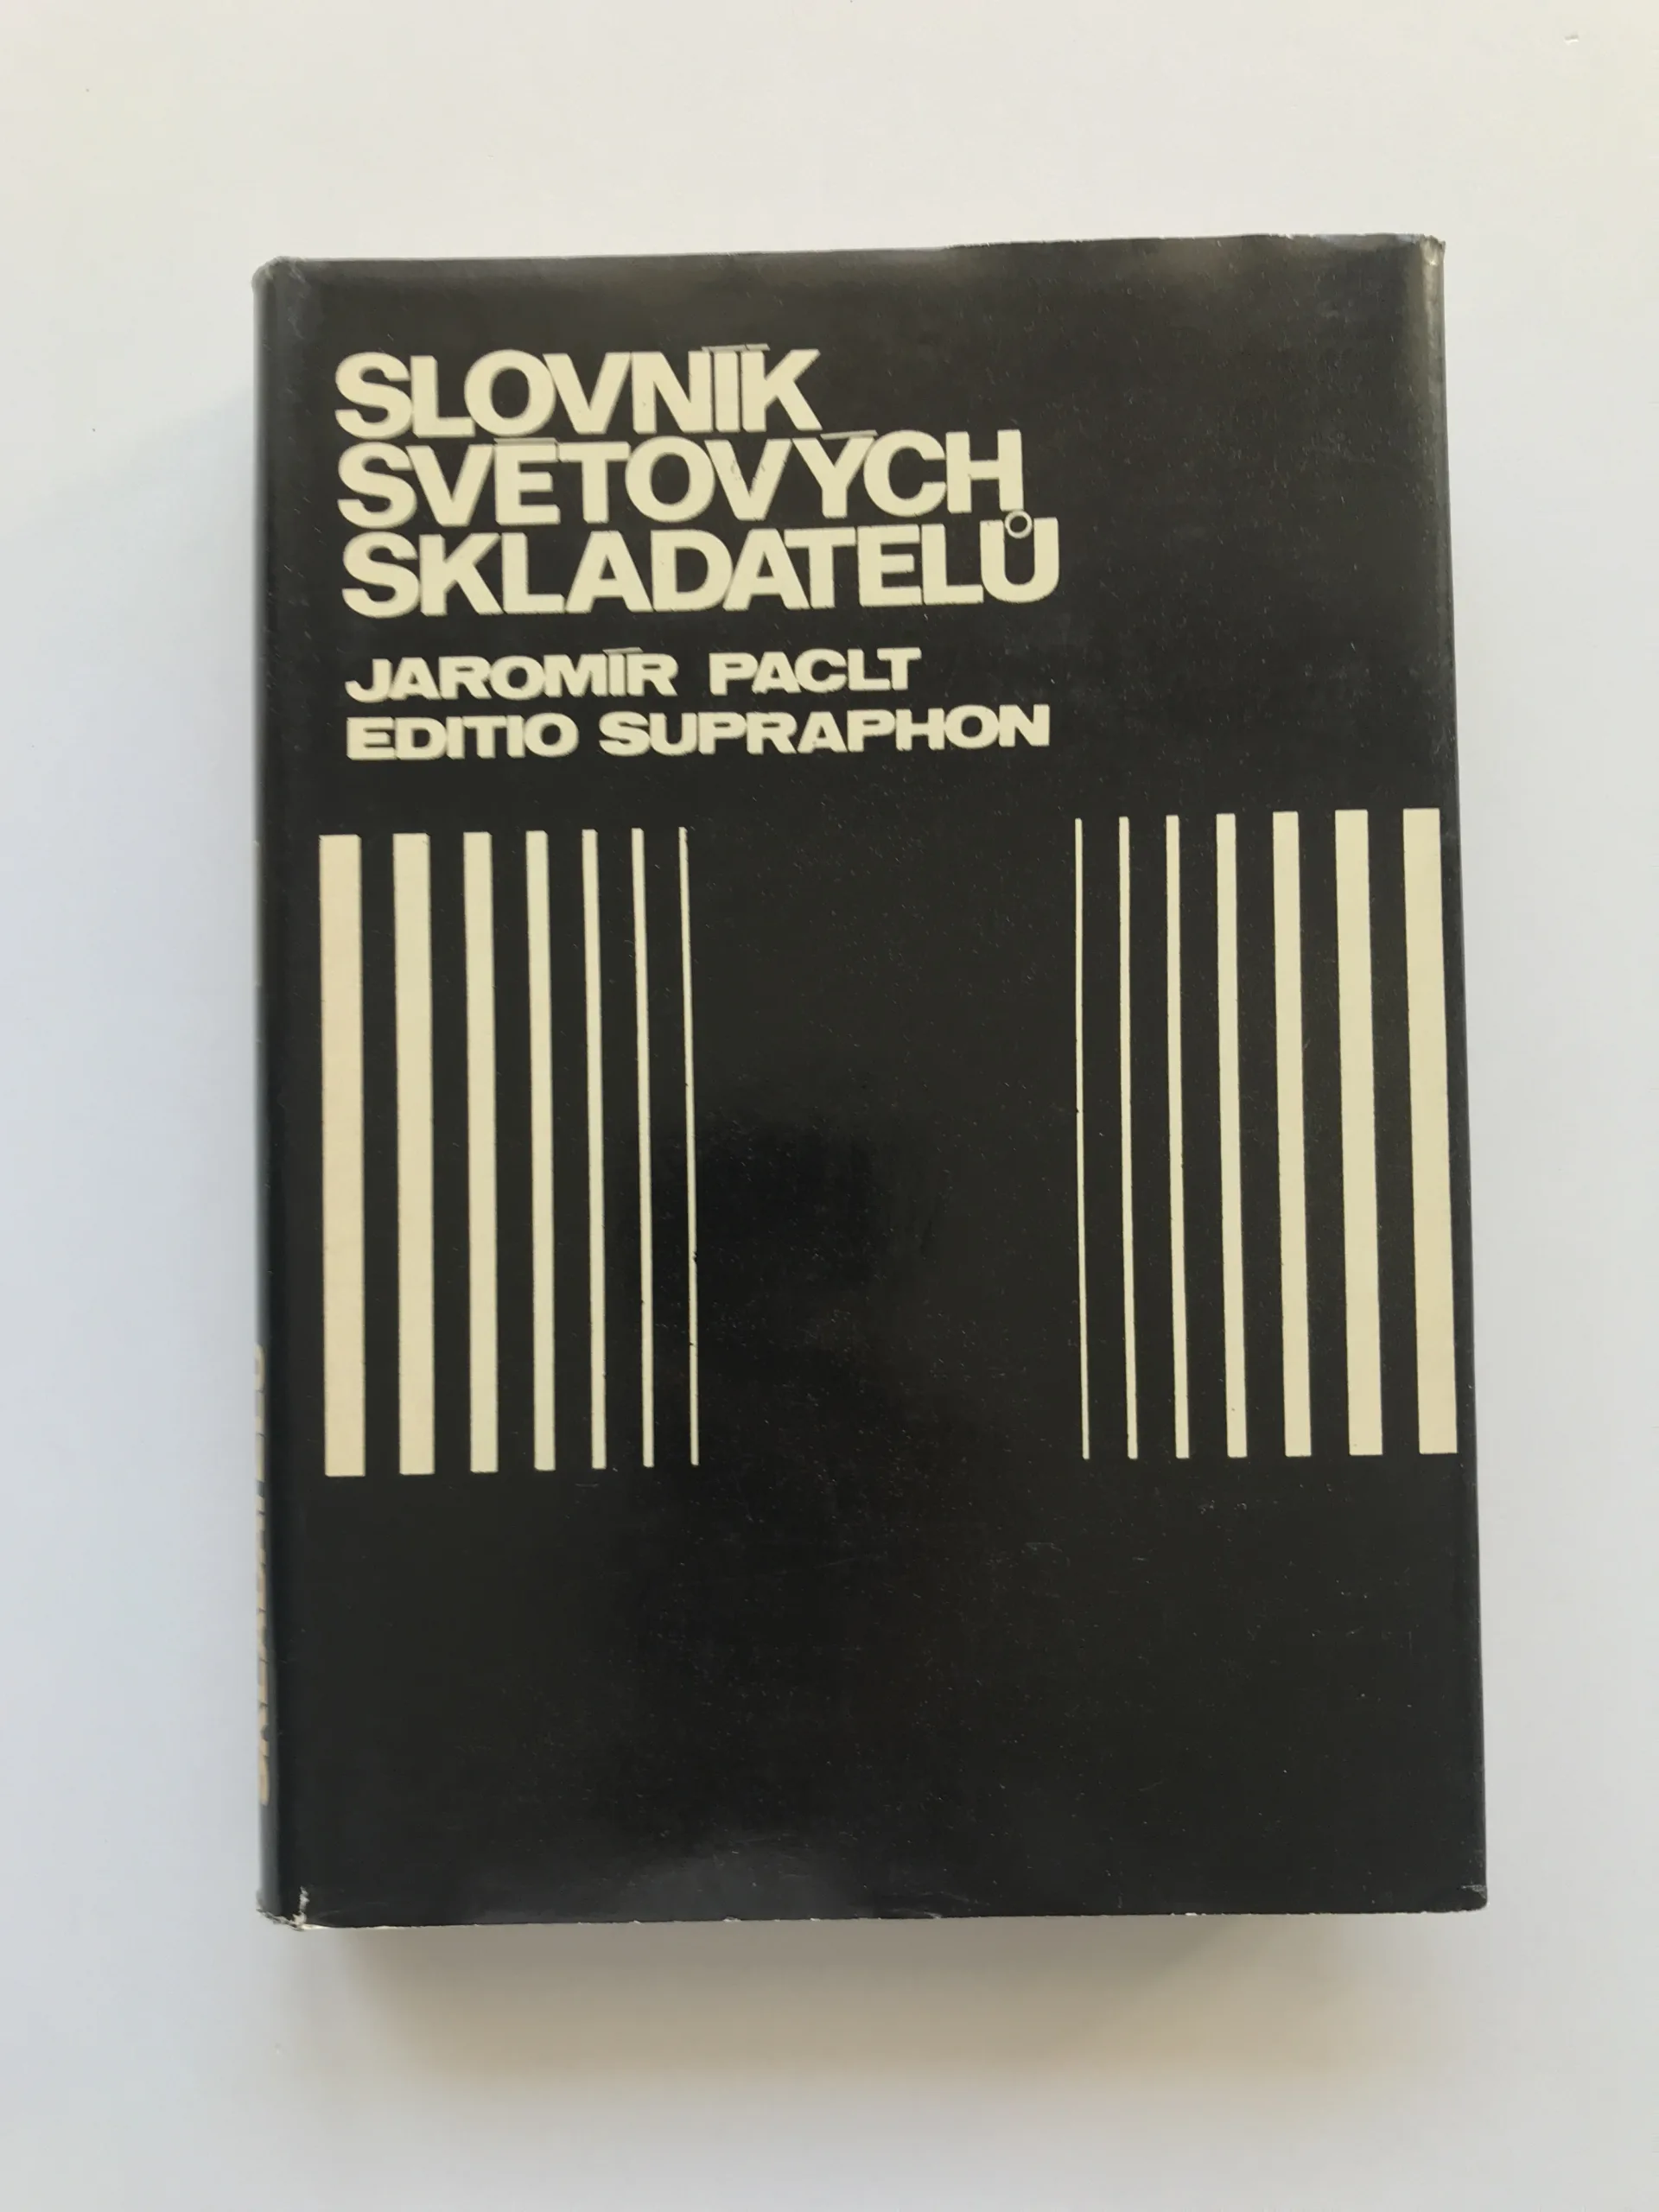 SLOVNÍK
SVĚTOVÝCH
SKLADATELŮ
JAROMÍR PACLT
EDITIO SUPRAPHON